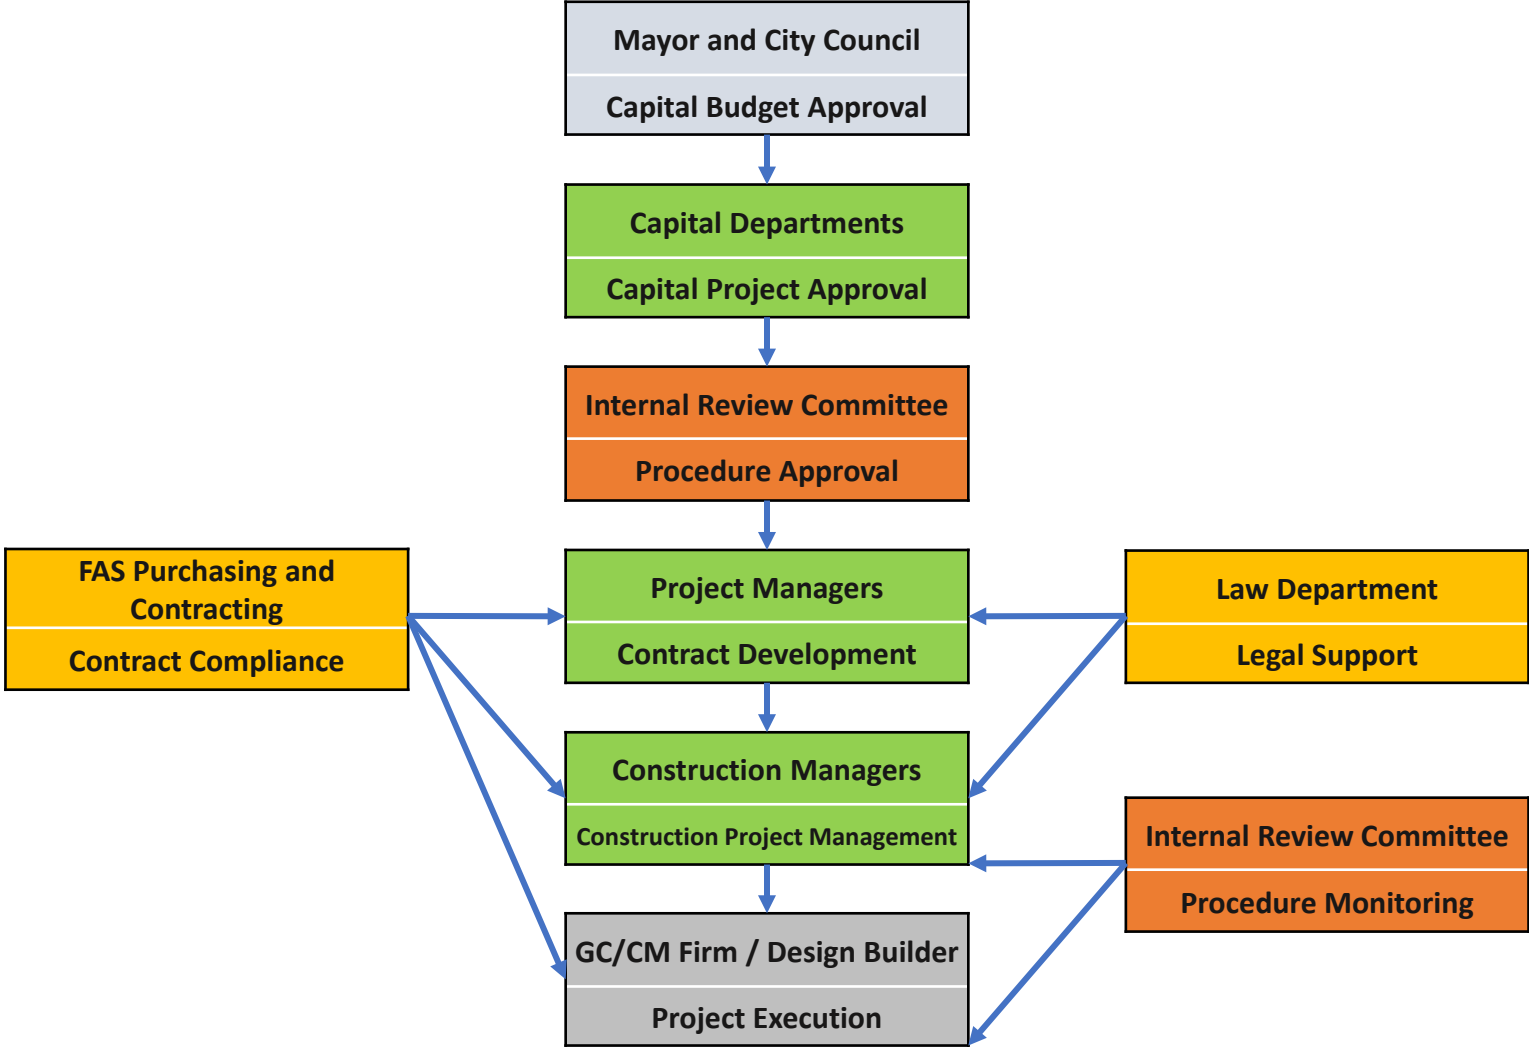 Mayor and City Council
Capital Budget Approval
Capital Departments
Capital Project Approval
Internal Review Committee
Procedure Approval
FAS Purchasing and
Contracting
Contract Compliance
Project Managers
Contract Development
Law Department
Legal Support
Construction Managers
Construction Project Management
Internal Review Committee
Procedure Monitoring
GC/CM Firm / Design Builder
Project Execution